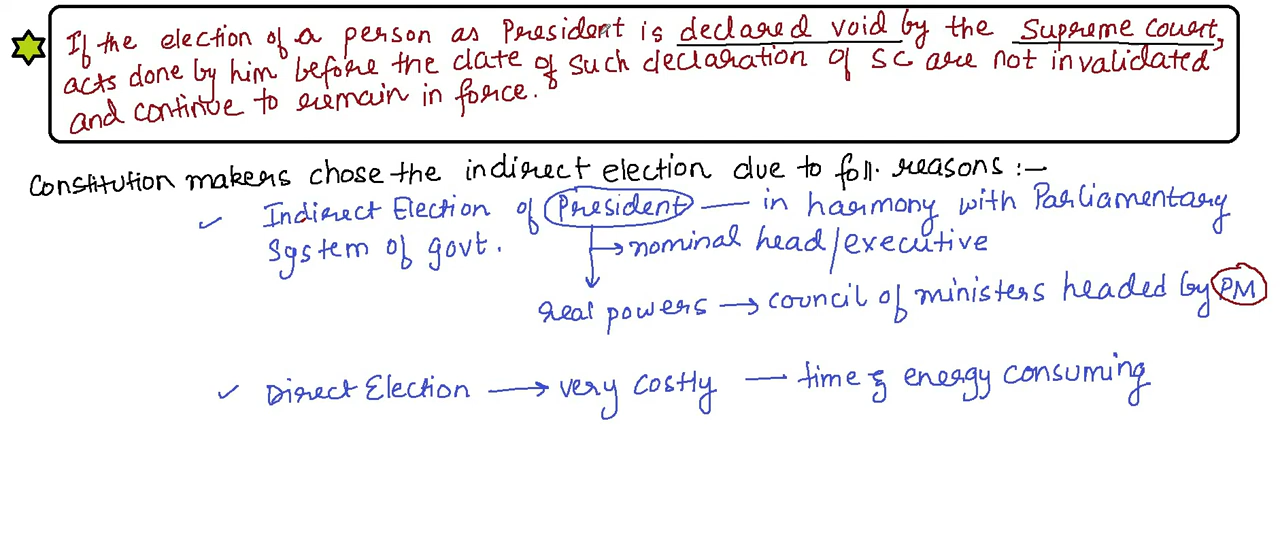 If the election of a person as President is declared void by the Supreme Court,
acts done by him before the date of such declaration of SC are not invalidated
and continue to remain in force.
Constitution makers chose the indirect election due to foll. reasons :-
✓ Indirect Election of President — in harmony with Parliamentary
System of govt. → nominal head/executive
real powers → council of ministers headed by PM
✓ Direct Election → very costly — time & energy consuming